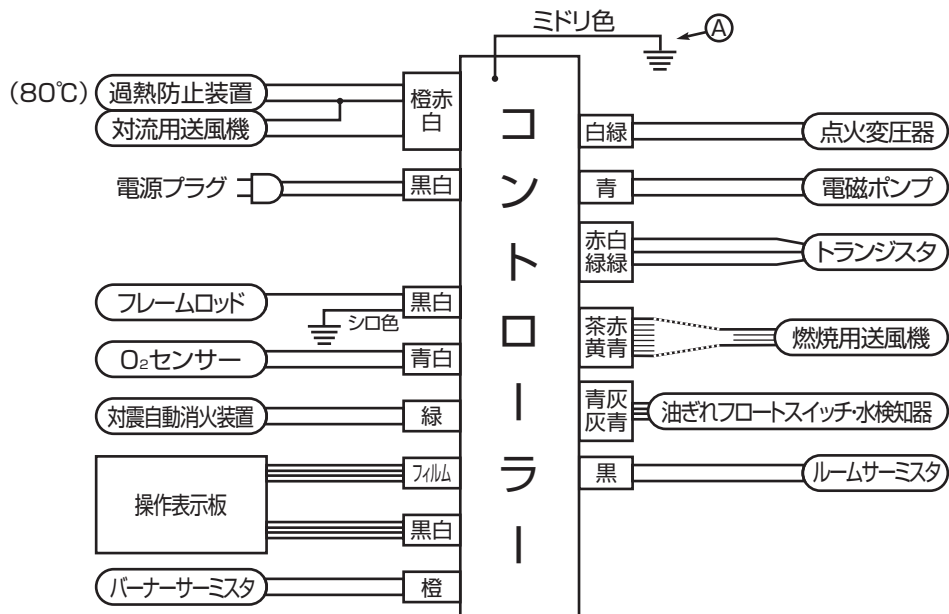 ミドリ色
A
(80℃)
過熱防止装置
対流用送風機
橙赤
白
電源プラグ
黒白
フレームロッド
黒白
シロ色
O₂センサー
青白
対震自動消火装置
緑
操作表示板
フィルム
黒白
バーナーサーミスタ
橙
コントローラー
白緑
点火変圧器
青
電磁ポンプ
赤白
緑緑
トランジスタ
茶赤
黄青
燃焼用送風機
青灰
灰青
油ぎれフロートスイッチ・水検知器
黒
ルームサーミスタ